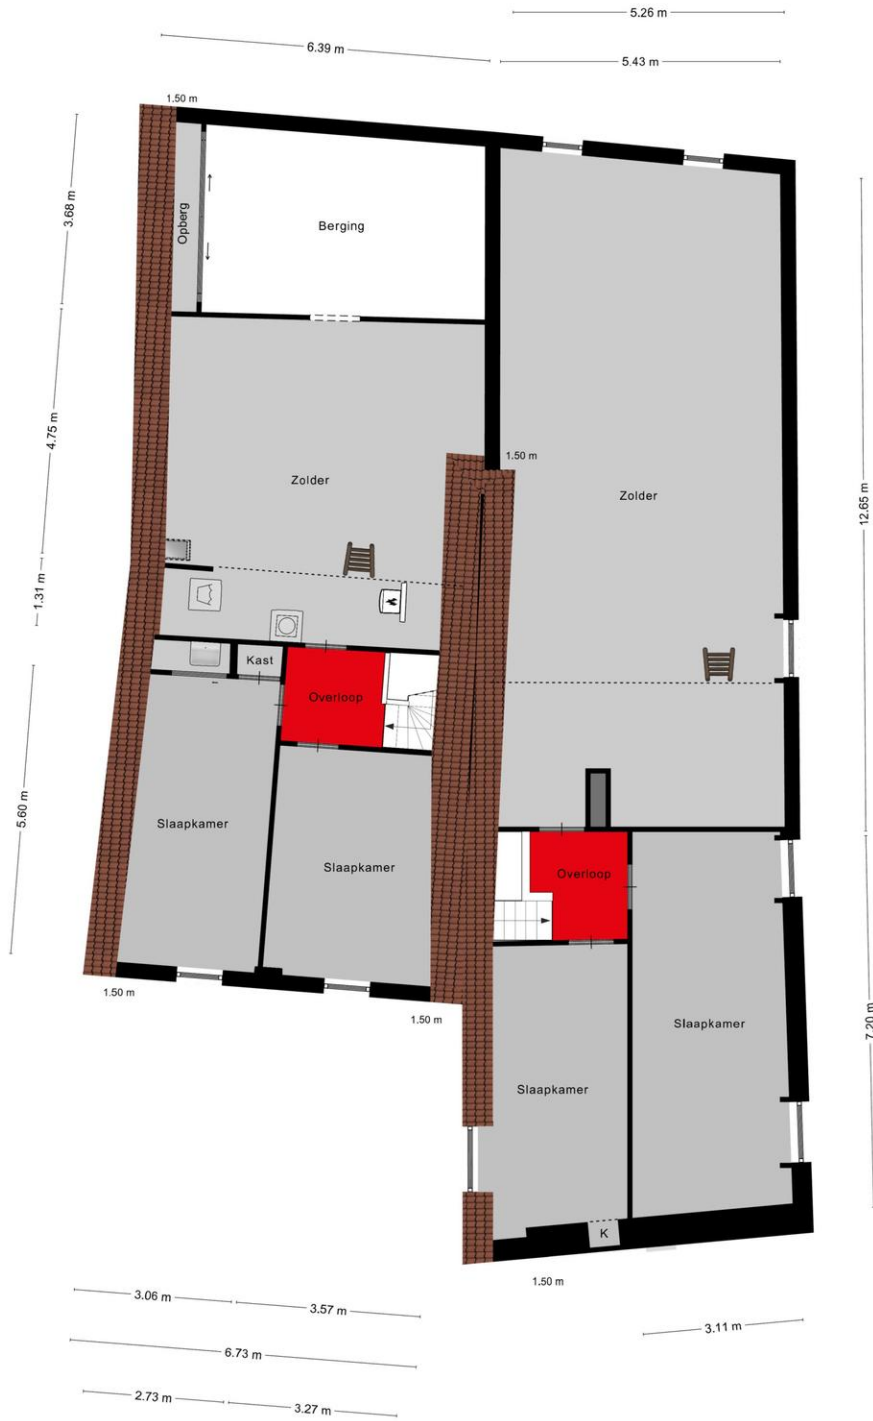 5.26 m
6.39 m
5.43 m
1.50 m
3.68 m
Opberg
Berging
4.75 m
Zolder
1.50 m
Zolder
12.65 m
1.31 m
Kast
Overloop
5.60 m
Slaapkamer
Slaapkamer
Overloop
1.50 m
1.50 m
Slaapkamer
7.20 m
Slaapkamer
K
1.50 m
3.06 m
3.57 m
3.11 m
6.73 m
2.73 m
3.27 m